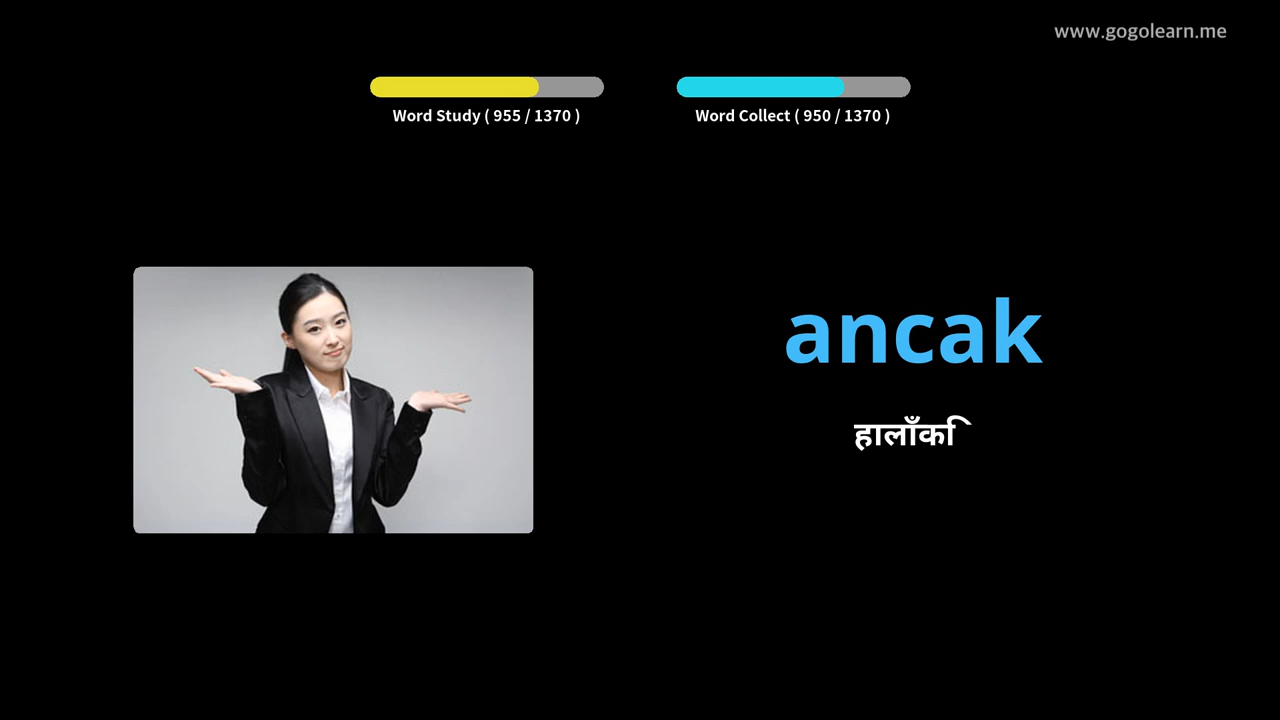 www.gogolearn.me
Word Study ( 955 / 1370 )
Word Collect ( 950 / 1370 )
ancak
हालाँकि